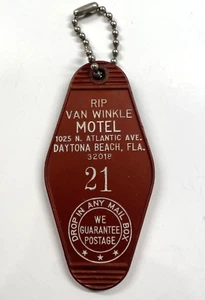 RIP
VAN WINKLE
MOTEL
1025 N. ATLANTIC AVE.
DAYTONA BEACH, FLA.
32018
21
DROP IN ANY MAIL BOX
WE
GUARANTEE
POSTAGE